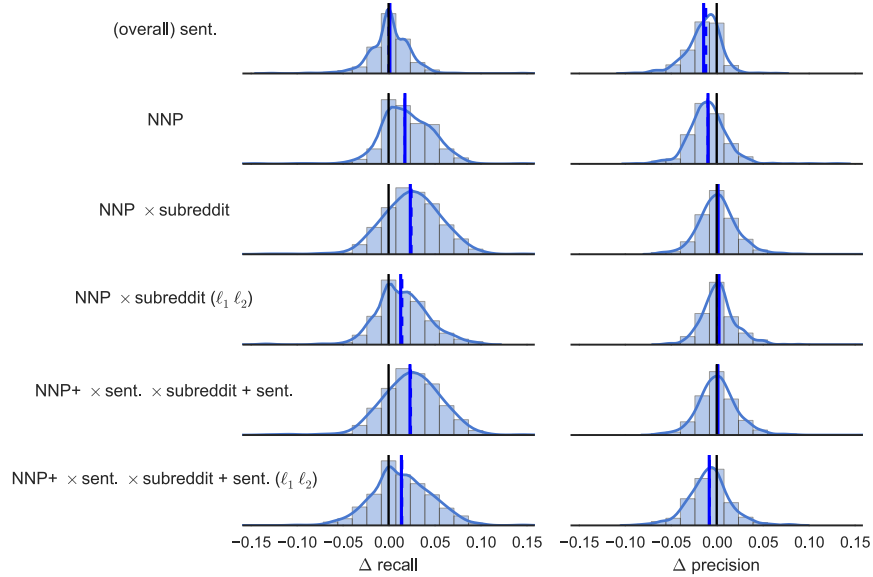 (overall) sent.
NNP
NNP × subreddit
NNP × subreddit (ℓ₁ ℓ₂)
NNP+ × sent. × subreddit + sent.
NNP+ × sent. × subreddit + sent. (ℓ₁ ℓ₂)
−0.15 −0.10 −0.05 0.00 0.05 0.10 0.15 −0.15 −0.10 −0.05 0.00 0.05 0.10 0.15
Δ recall Δ precision